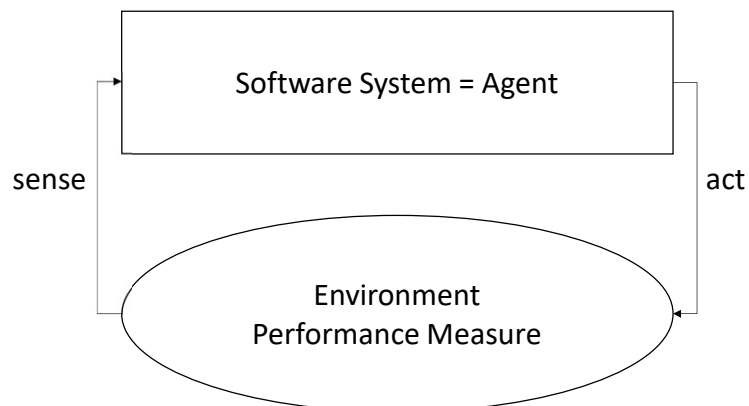 Software System = Agent
sense
act
Environment
Performance Measure